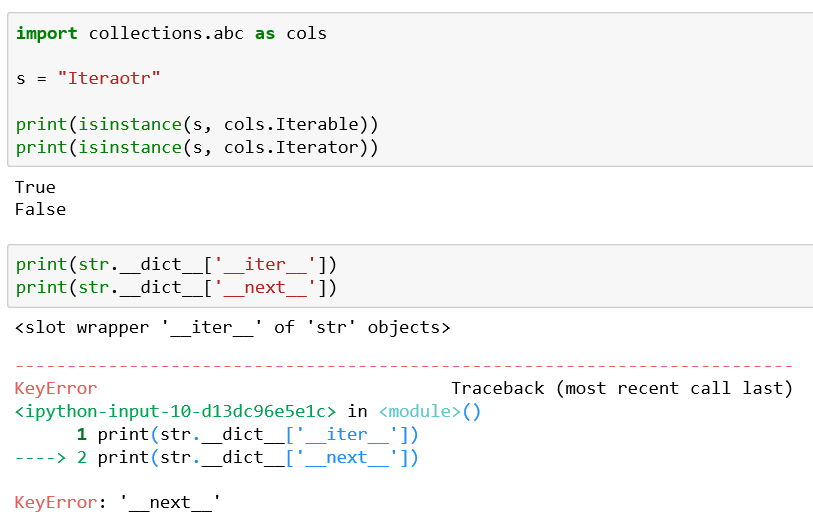 import collections.abc as cols
s = "Iteraotr"
print(isinstance(s, cols.Iterable))
print(isinstance(s, cols.Iterator))
True
False
print(str.__dict__['__iter__'])
print(str.__dict__['__next__'])
<slot wrapper '__iter__' of 'str' objects>
---------------------------------------------------------------------------
KeyError                                  Traceback (most recent call last)
<ipython-input-10-d13dc96e5e1c> in <module>()
      1 print(str.__dict__['__iter__'])
----> 2 print(str.__dict__['__next__'])
KeyError: '__next__'